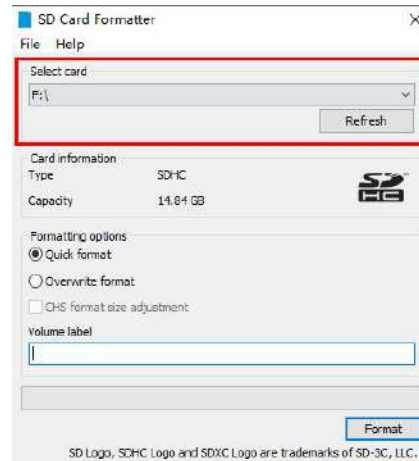 SD Card Formatter
File Help
Select card
F:\
Refresh
Card information
Type SDHC
SD
HC
Capacity 14.84 GB
Formatting options
Quick format
Overwrite format
CHS format size adjustment
Volume label
Format
SD Logo, SDHC Logo and SDXC Logo are trademarks of SD-3C, LLC.